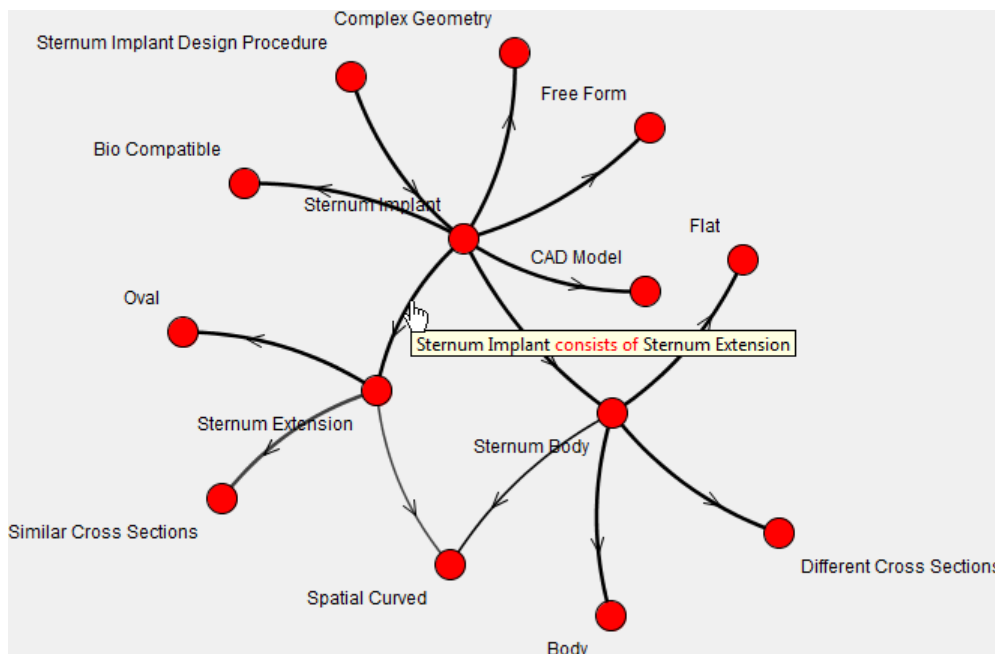 Complex Geometry
Sternum Implant Design Procedure
Free Form
Bio Compatible
Sternum Implant
Flat
CAD Model
Oval
Sternum Implant consists of Sternum Extension
Sternum Extension
Sternum Body
Similar Cross Sections
Different Cross Sections
Spatial Curved
Body